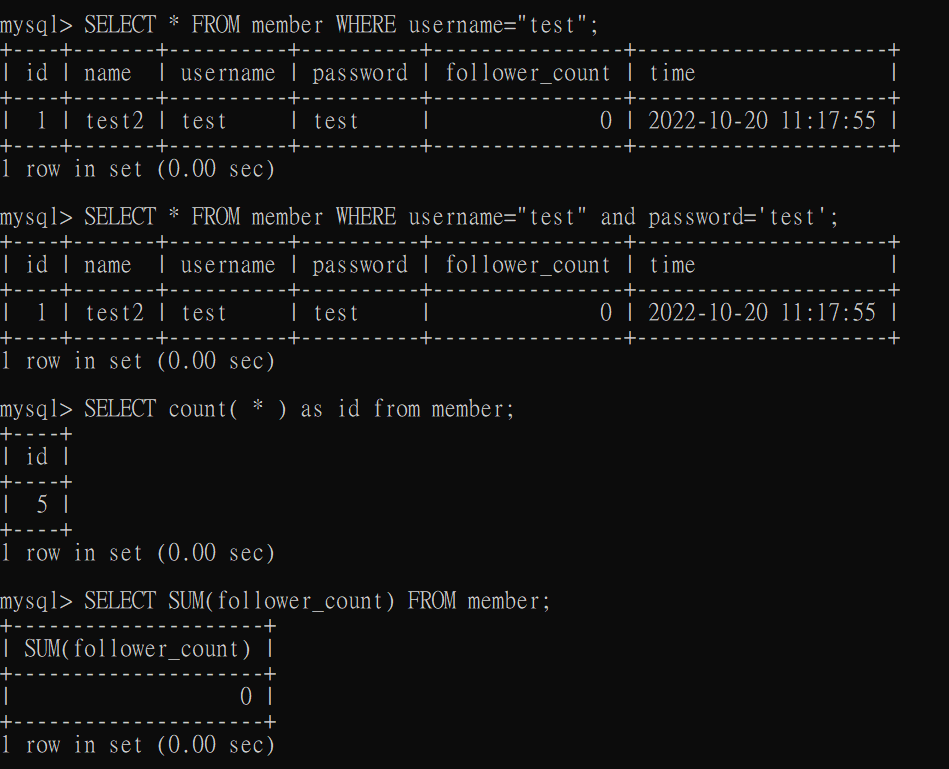 mysql> SELECT * FROM member WHERE username="test";
+----+-------+----------+----------+----------------+---------------------+
| id | name  | username | password | follower_count | time                |
+----+-------+----------+----------+----------------+---------------------+
|  1 | test2 | test     | test     |              0 | 2022-10-20 11:17:55 |
+----+-------+----------+----------+----------------+---------------------+
1 row in set (0.00 sec)
mysql> SELECT * FROM member WHERE username="test" and password='test';
+----+-------+----------+----------+----------------+---------------------+
| id | name  | username | password | follower_count | time                |
+----+-------+----------+----------+----------------+---------------------+
|  1 | test2 | test     | test     |              0 | 2022-10-20 11:17:55 |
+----+-------+----------+----------+----------------+---------------------+
1 row in set (0.00 sec)
mysql> SELECT count( * ) as id from member;
+----+
| id |
+----+
|  5 |
+----+
1 row in set (0.00 sec)
mysql> SELECT SUM(follower_count) FROM member;
+---------------------+
| SUM(follower_count) |
+---------------------+
|                   0 |
+---------------------+
1 row in set (0.00 sec)